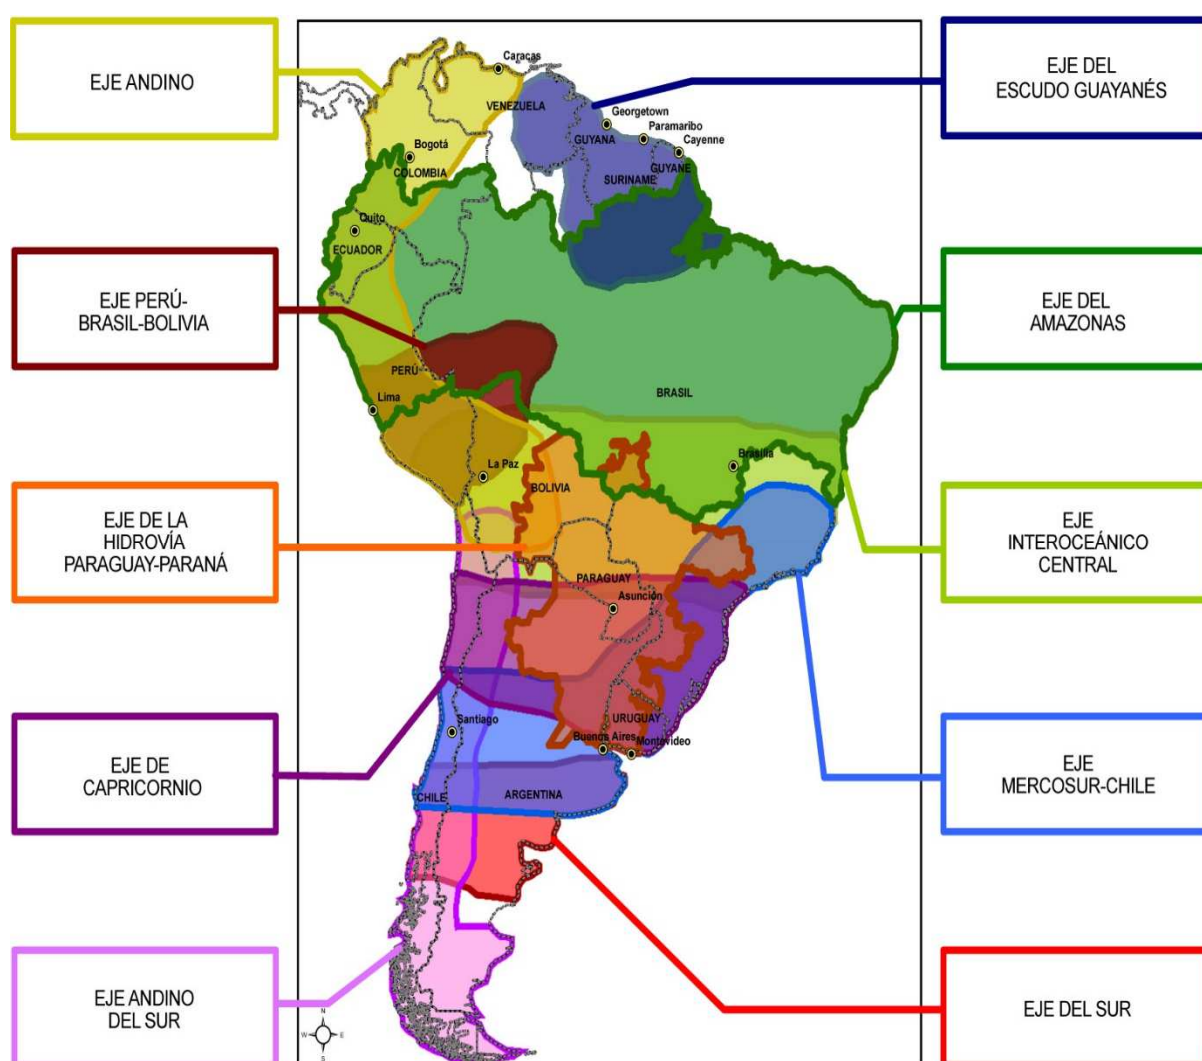 EJE ANDINO
EJE DEL
ESCUDO GUAYANÉS
EJE PERÚ-
BRASIL-BOLIVIA
EJE DEL
AMAZONAS
EJE DE LA
HIDROVÍA
PARAGUAY-PARANÁ
EJE
INTEROCEÁNICO
CENTRAL
EJE DE
CAPRICORNIO
EJE
MERCOSUR-CHILE
EJE ANDINO
DEL SUR
EJE DEL SUR
Caracas
VENEZUELA
Georgetown
GUYANA
Paramaribo
Cayenne
Bogotá
COLOMBIA
GUYANE
SURINAME
Quito
ECUADOR
PERÚ
BRASIL
Lima
La Paz
Brasilia
BOLIVIA
PARAGUAY
Asunción
Santiago
URUGUAY
Buenos Aires
Montevideo
CHILE
ARGENTINA
N
W E
S